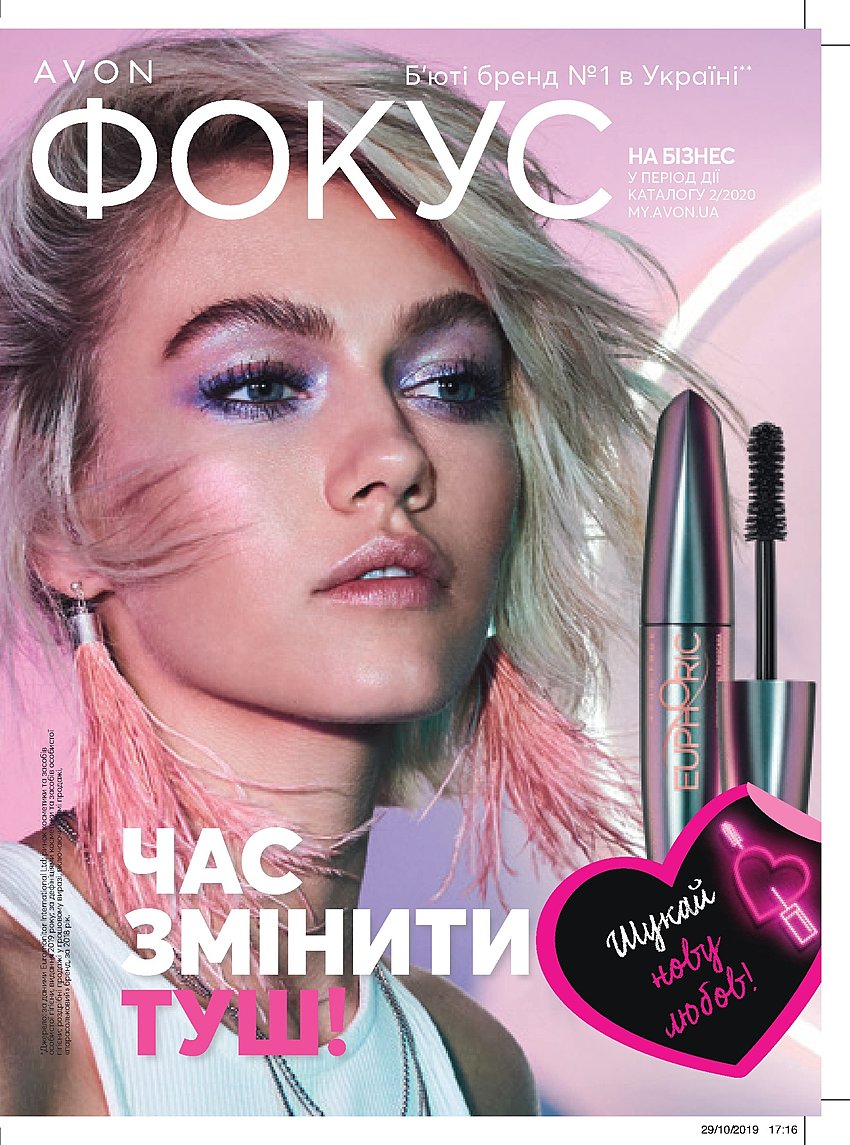 AVON
Б'юті бренд №1 в Україні**
ФОКУС
НА БІЗНЕС
У ПЕРІОД ДІЇ
КАТАЛОГУ 2/2020
MY.AVON.UA
EUPHORIC
ЧАС
ЗМІНИТИ
ТУШ!
Шукай
нову
любов!
29/10/2019 17:16